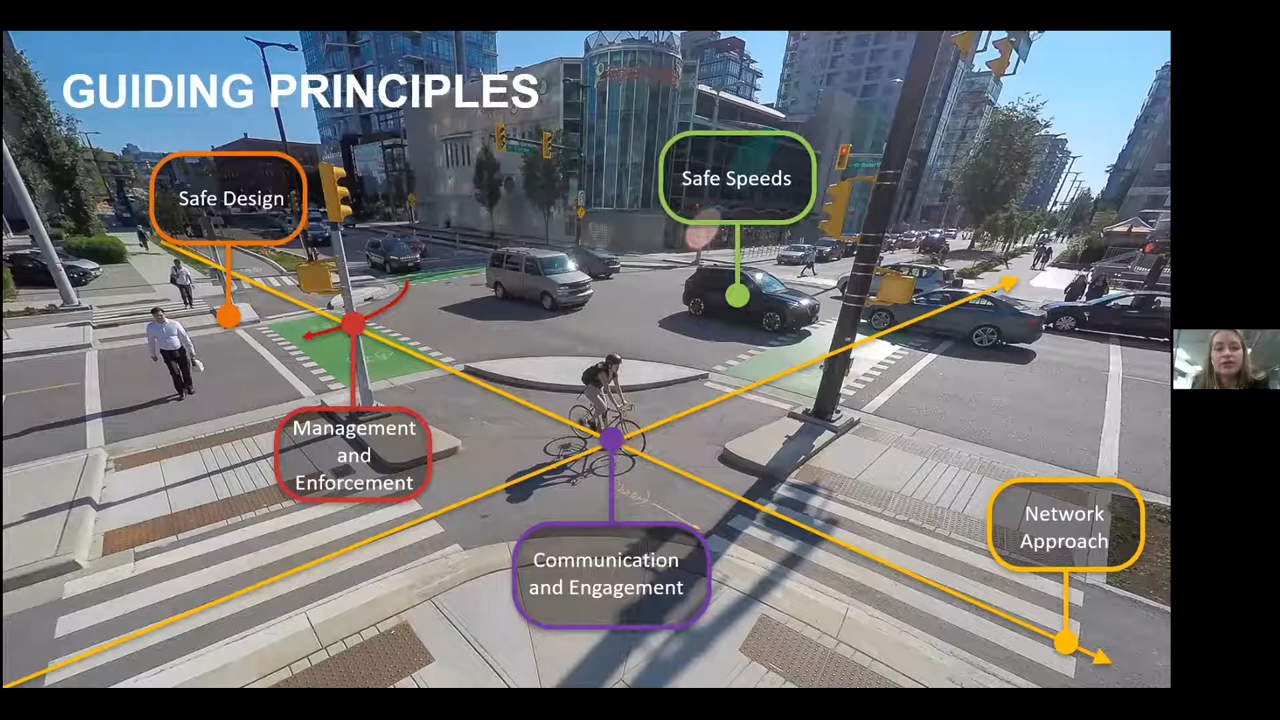 GUIDING PRINCIPLES
Safe Design
Safe Speeds
Management
and
Enforcement
Communication
and Engagement
Network
Approach